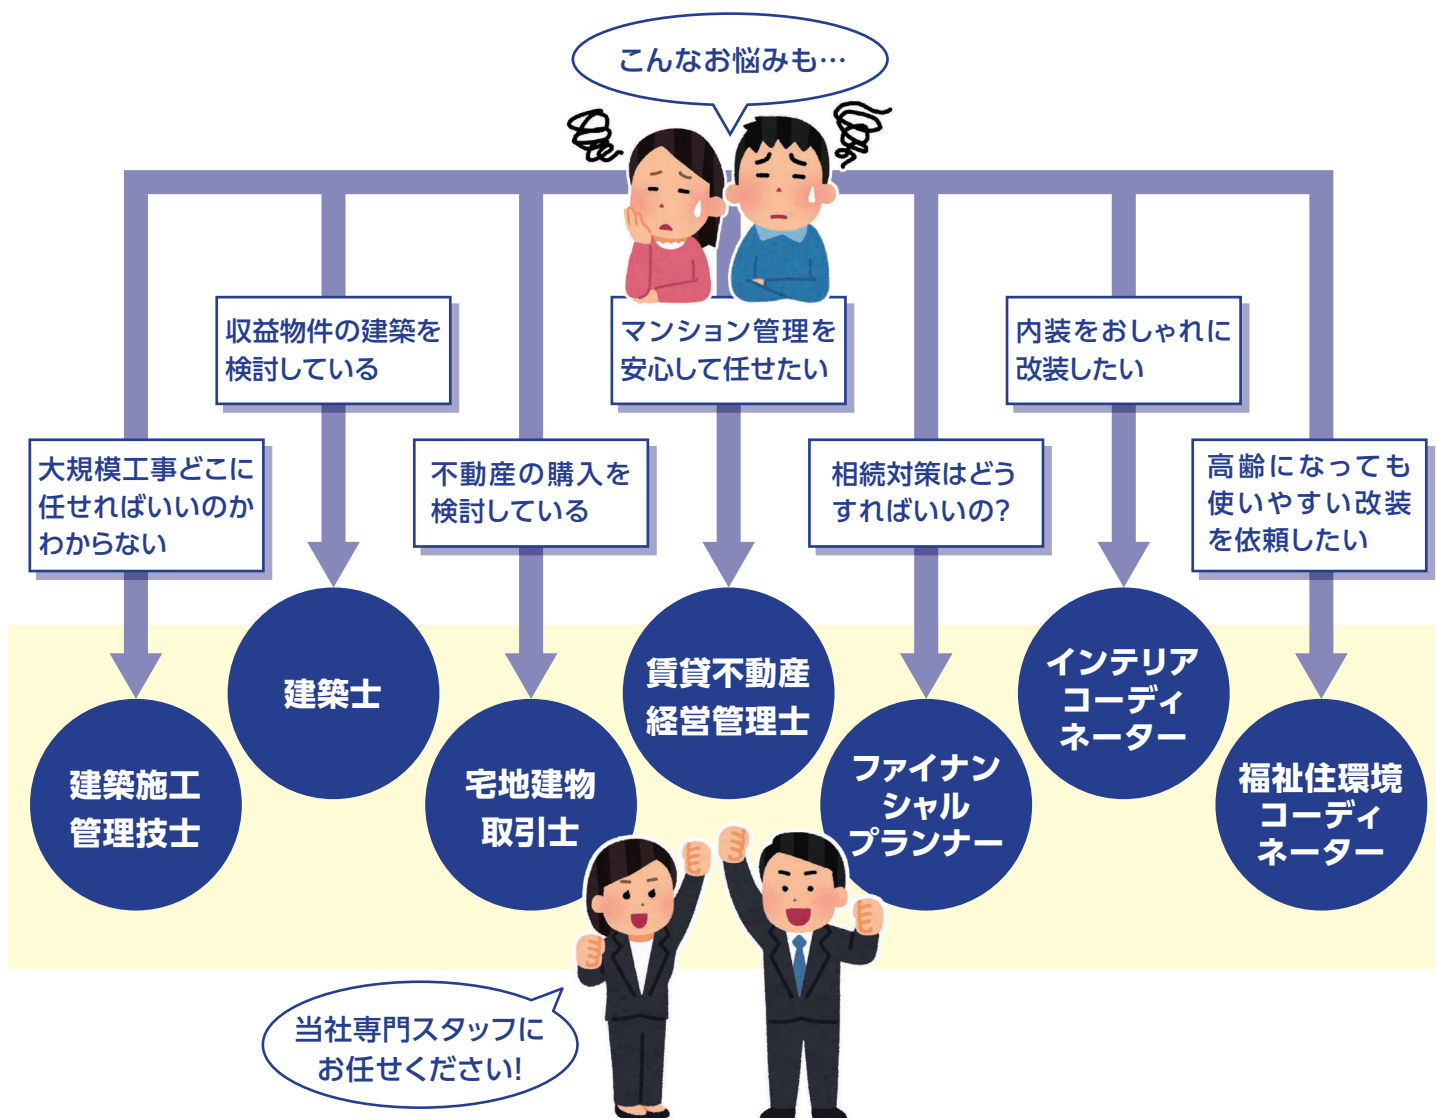 こんなお悩みも…
収益物件の建築を
検討している
マンション管理を
安心して任せたい
内装をおしゃれに
改装したい
大規模工事どこに
任せればいいのか
わからない
不動産の購入を
検討している
相続対策はどう
すればいいの?
高齢になっても
使いやすい改装
を依頼したい
建築施工
管理技士
建築士
宅地建物
取引士
賃貸不動産
経営管理士
ファイナン
シャル
プランナー
インテリア
コーディ
ネーター
福祉住環境
コーディ
ネーター
当社専門スタッフに
お任せください!